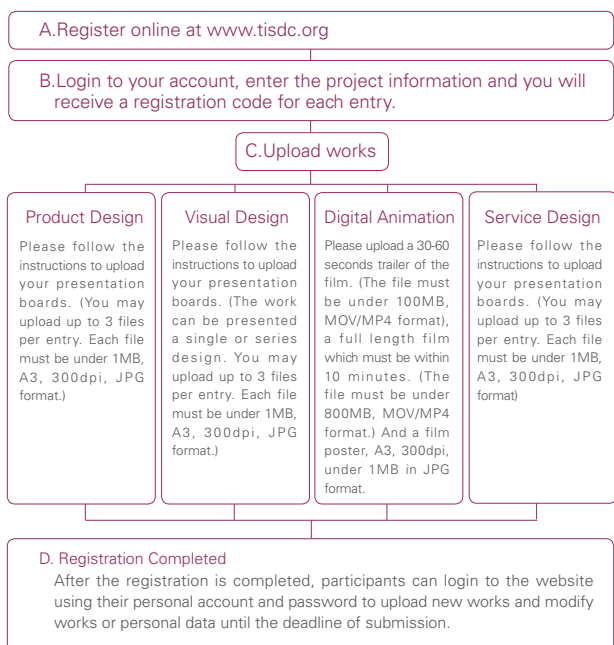 A.Register online at www.tisdc.org
B.Login to your account, enter the project information and you will
receive a registration code for each entry.
C.Upload works
Product Design
Please follow the
instructions to upload
your presentation
boards. (You may
upload up to 3 files
per entry. Each file
must be under 1MB,
A3, 300dpi, JPG
format.)
Visual Design
Please follow the
instructions to upload
your presentation
boards. (The work
can be presented
a single or series
design. You may
upload up to 3 files
per entry. Each file
must be under 1MB,
A3, 300dpi, JPG
format.)
Digital Animation
Please upload a 30-60
seconds trailer of the
film. (The file must
be under 100MB,
MOV/MP4 format),
a full length film
which must be within
10 minutes. (The
file must be under
800MB, MOV/MP4
format.) And a film
poster, A3, 300dpi,
under 1MB in JPG
format.
Service Design
Please follow the
instructions to upload
your presentation
boards. (You may
upload up to 3 files
per entry. Each file
must be under 1MB,
A3, 300dpi, JPG
format)
D. Registration Completed
After the registration is completed, participants can login to the website
using their personal account and password to upload new works and modify
works or personal data until the deadline of submission.